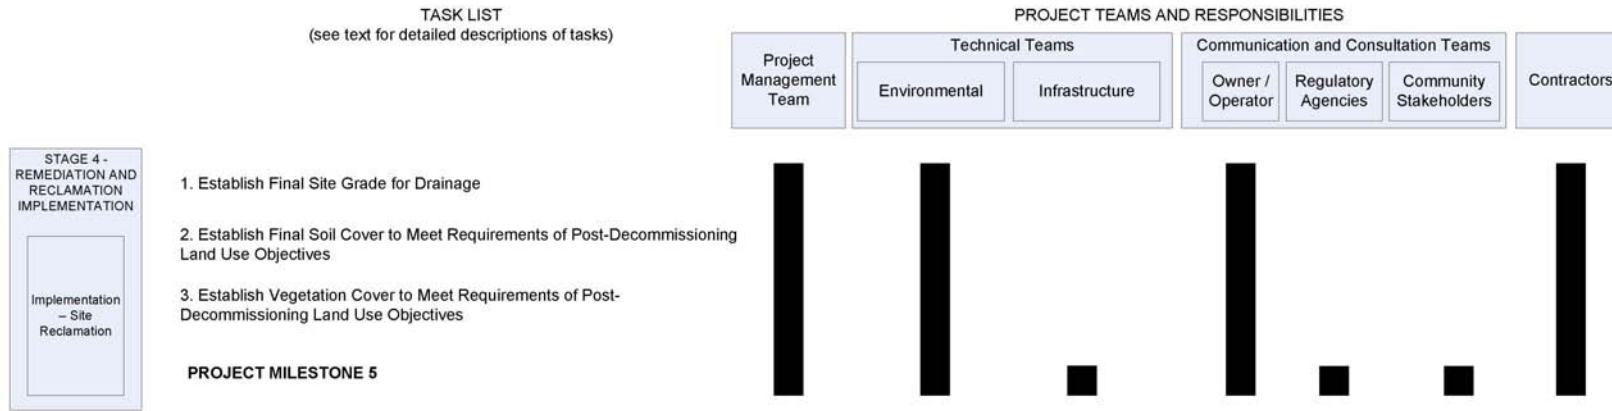 TASK LIST
(see text for detailed descriptions of tasks)
PROJECT TEAMS AND RESPONSIBILITIES
Project
Management
Team
Technical Teams
Environmental
Infrastructure
Communication and Consultation Teams
Owner /
Operator
Regulatory
Agencies
Community
Stakeholders
Contractors
STAGE 4 -
REMEDIATION AND
RECLAMATION
IMPLEMENTATION
Implementation
– Site
Reclamation
1. Establish Final Site Grade for Drainage
2. Establish Final Soil Cover to Meet Requirements of Post-Decommissioning
Land Use Objectives
3. Establish Vegetation Cover to Meet Requirements of Post-
Decommissioning Land Use Objectives
PROJECT MILESTONE 5